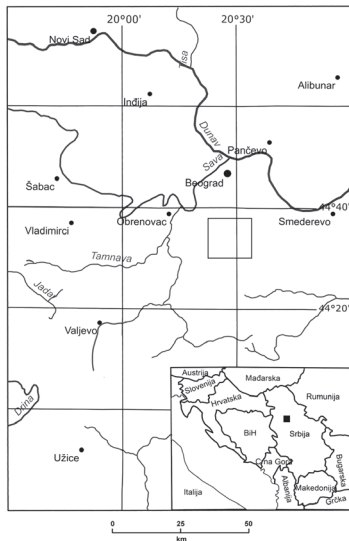 20°00' 20°30'
Novi Sad
Tisa
Alibunar
Inđija
Dunav
Pančevo
Sava
Beograd
Šabac
44°40'
Obrenovac
Smederevo
Vladimirci
Tamnava
Jadar
44°20'
Valjevo
Drina
Užice
Austrija
Mađarska
Slovenija
Hrvatska
Rumunija
BiH
Srbija
Crna Gora
Bugarska
Albanija
Makedonija
Italija
Grčka
0 25 50
km